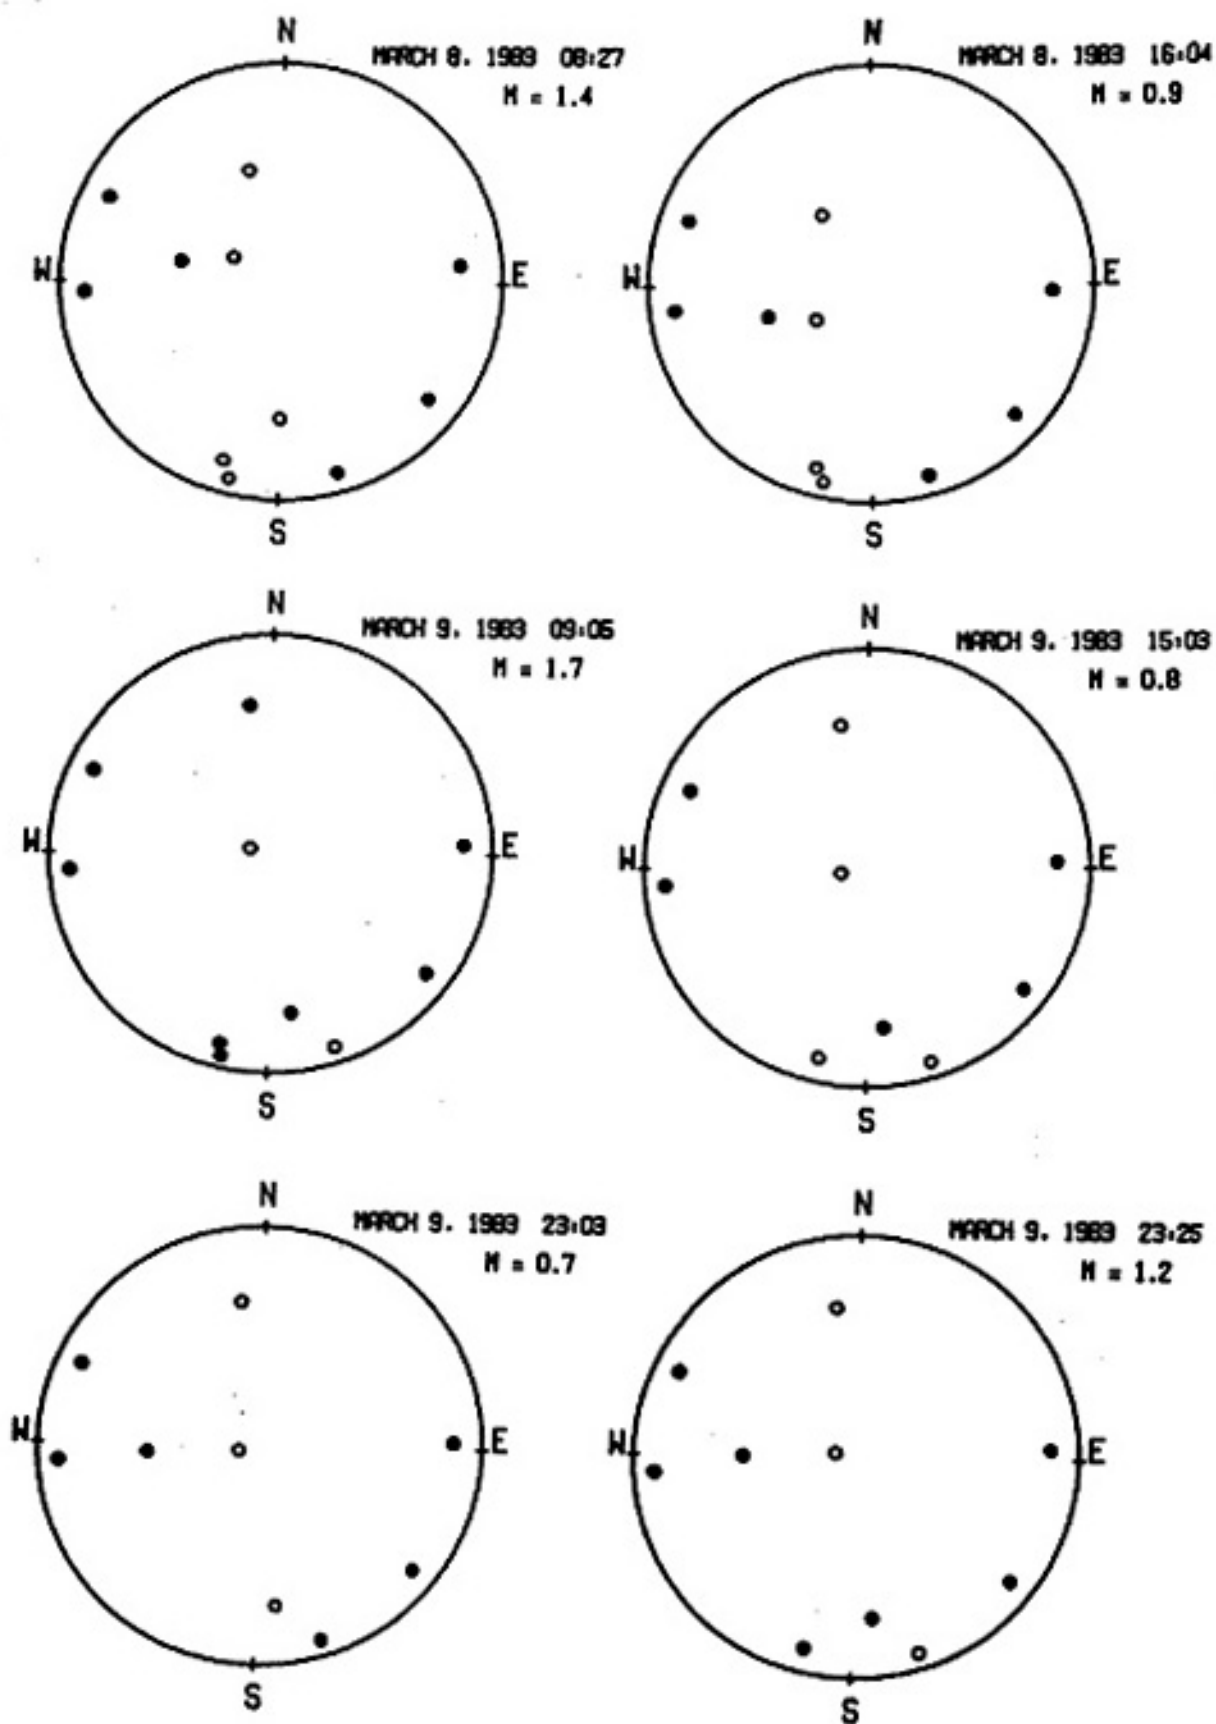 N
MARCH 8. 1983 08:27
M = 1.4
W
E
S
N
MARCH 8. 1983 16:04
M = 0.9
W
E
S
N
MARCH 9. 1983 09:05
M = 1.7
W
E
S
N
MARCH 9. 1983 15:03
M = 0.8
W
E
S
N
MARCH 9. 1983 23:03
M = 0.7
W
E
S
N
MARCH 9. 1983 23:25
M = 1.2
W
E
S